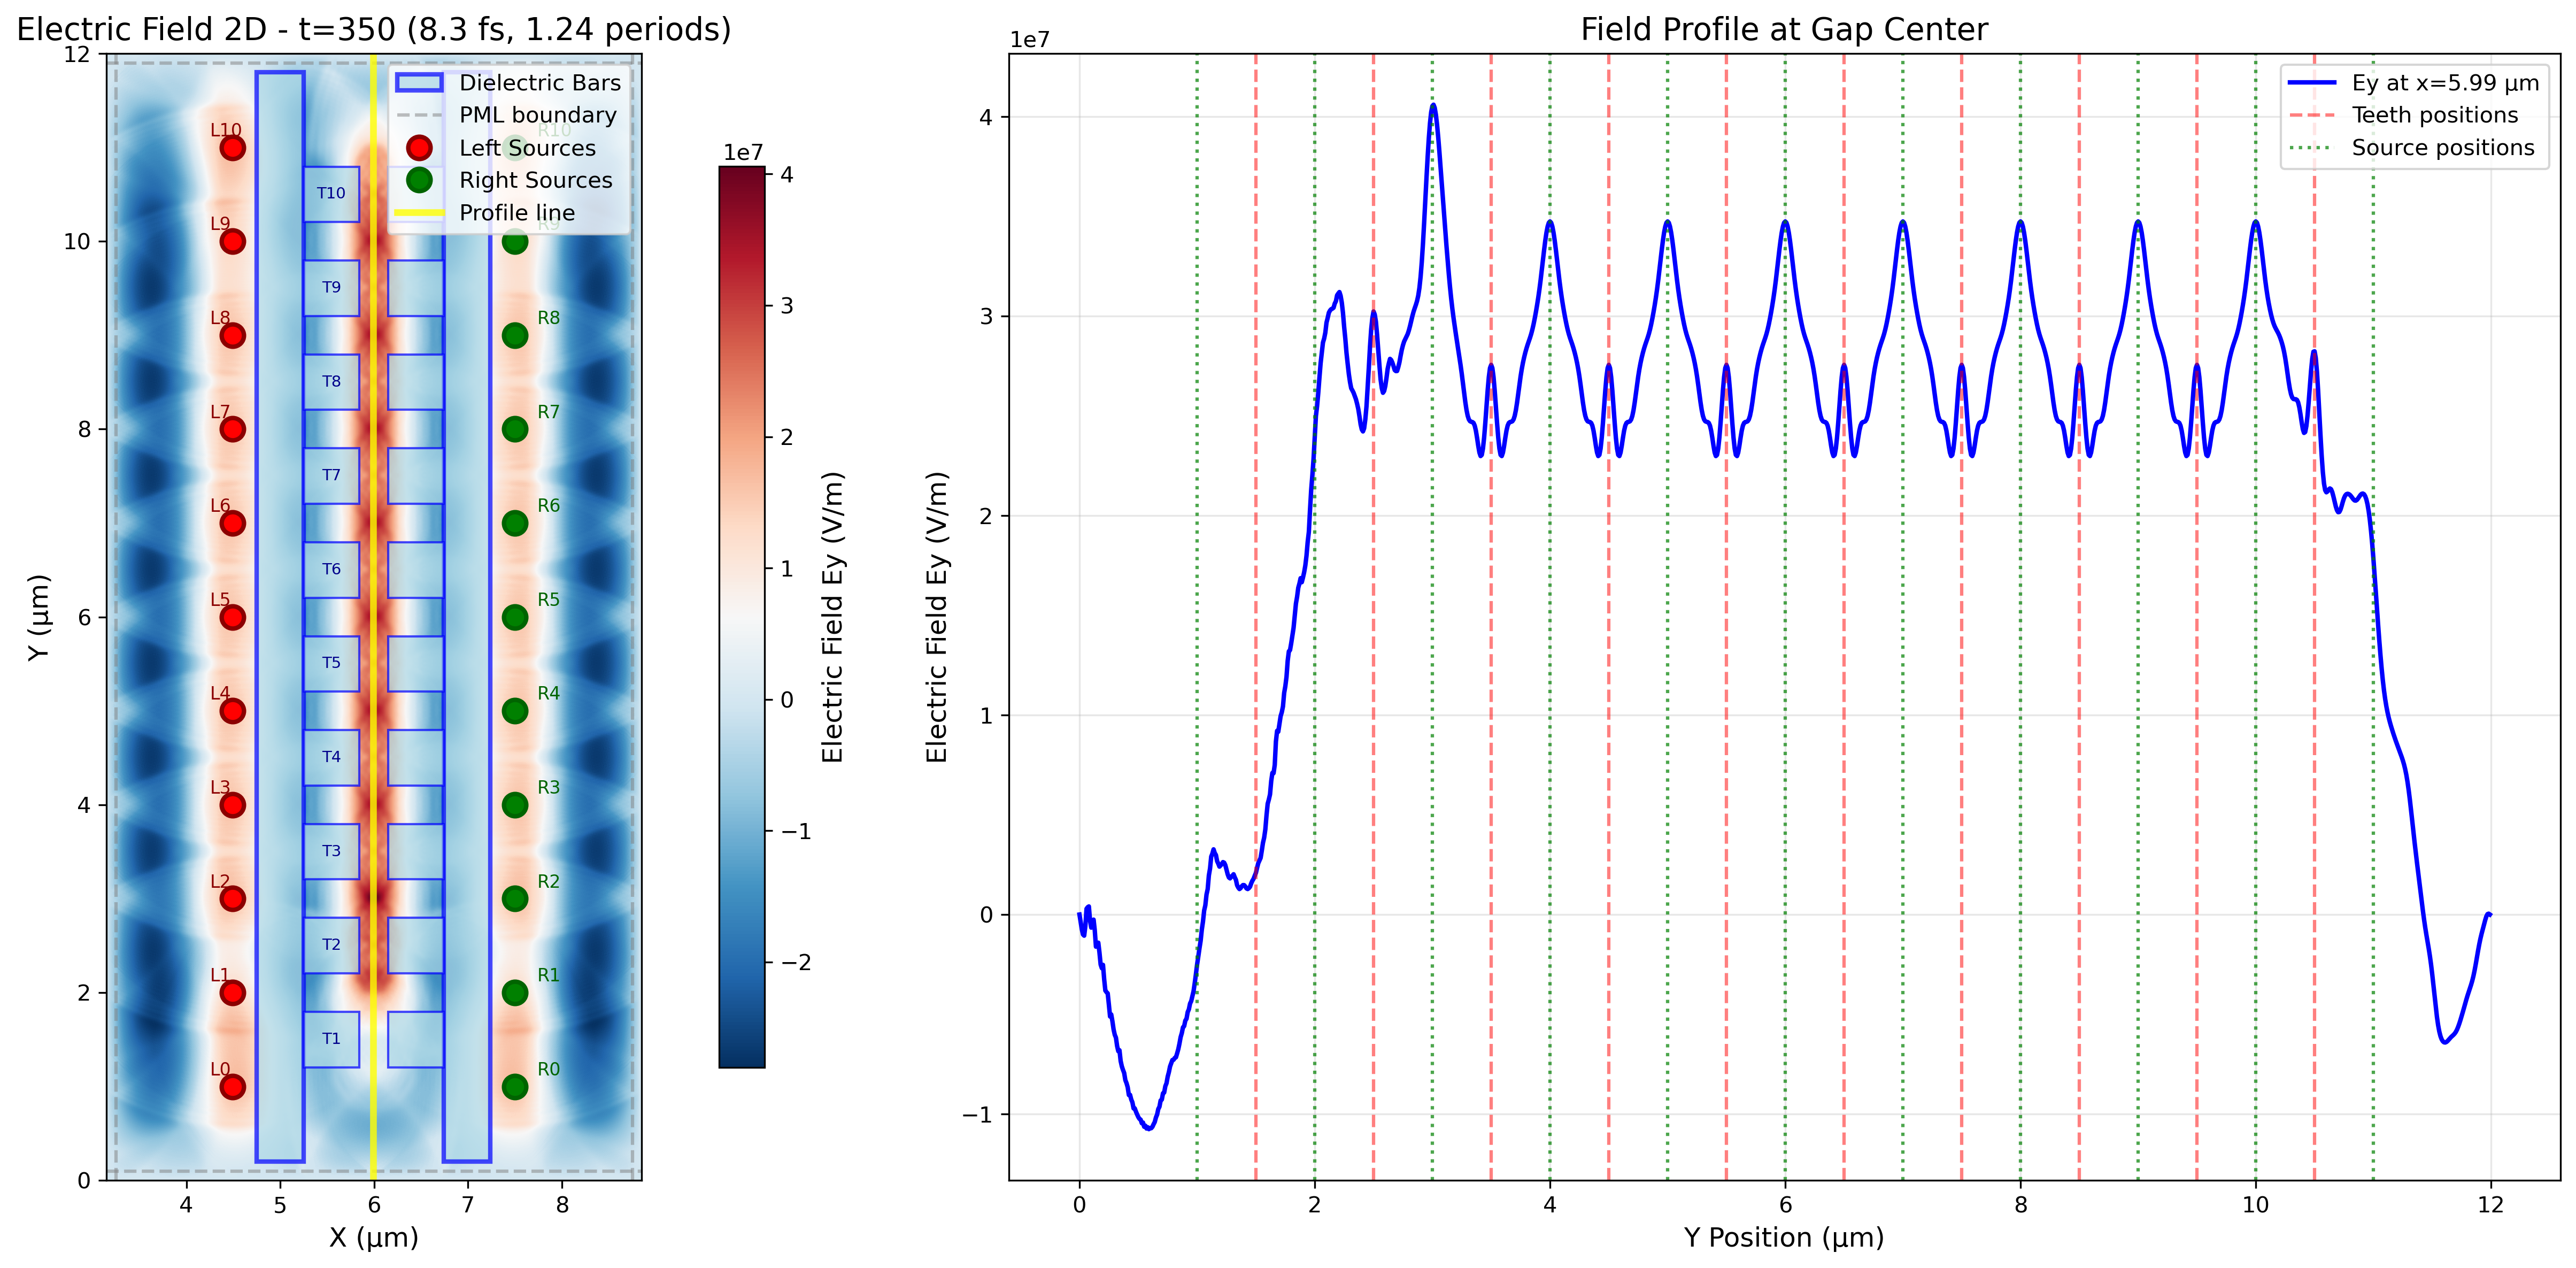 Electric Field 2D - t=350 (8.3 fs, 1.24 periods)
Dielectric Bars
PML boundary
Left Sources
Right Sources
Profile line
L10
L9
L8
L7
L6
L5
L4
L3
L2
L1
L0
T10
T9
T8
T7
T6
T5
T4
T3
T2
T1
R10
R9
R8
R7
R6
R5
R4
R3
R2
R1
R0
12
10
8
6
4
2
0
Y (μm)
4 5 6 7 8
X (μm)
1e7
4
3
2
1
0
−1
−2
Electric Field Ey (V/m)
Field Profile at Gap Center
1e7
Ey at x=5.99 μm
Teeth positions
Source positions
4
3
2
1
0
−1
Electric Field Ey (V/m)
0 2 4 6 8 10 12
Y Position (μm)